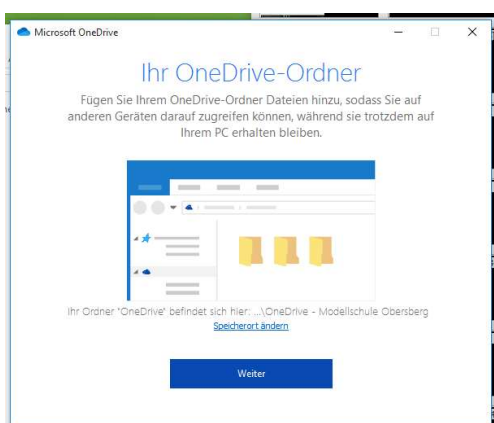 Microsoft OneDrive
Ihr OneDrive-Ordner
Fügen Sie Ihrem OneDrive-Ordner Dateien hinzu, sodass Sie auf
anderen Geräten darauf zugreifen können, während sie trotzdem auf
Ihrem PC erhalten bleiben.
Ihr Ordner "OneDrive" befindet sich hier: ...\OneDrive - Modellschule Obersberg
Speicherort ändern
Weiter